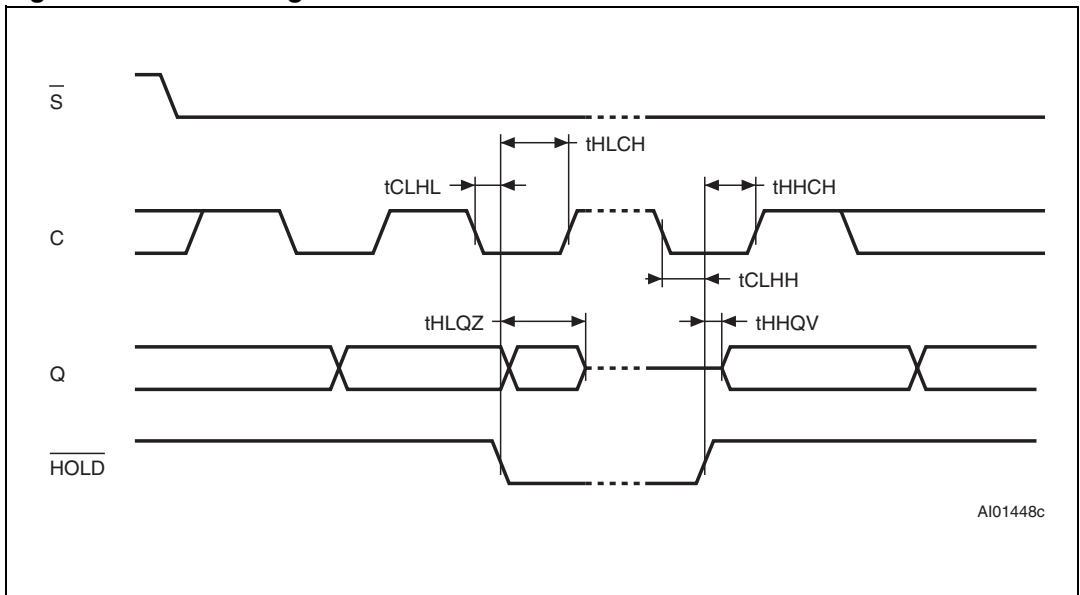 S
tHLCH
tCLHL
tHHCH
C
tCLHH
tHLQZ
tHHQV
Q
HOLD
AI01448c